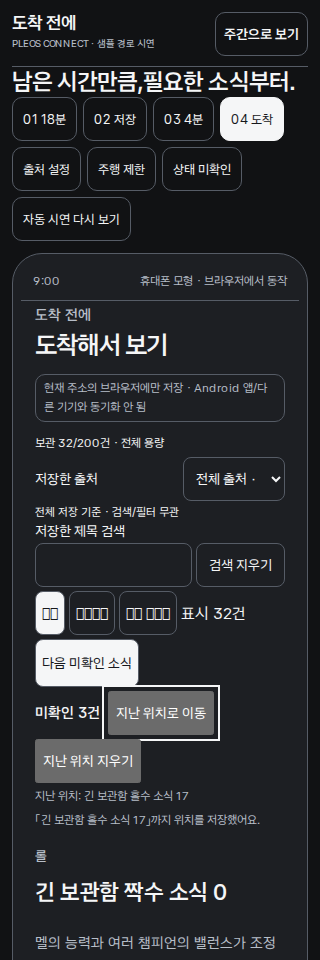 도착 전에
PLEOS CONNECT · 샘플 경로 시연
주간으로 보기
남은 시간만큼,필요한 소식부터.
01 18분
02 저장
03 4분
04 도착
출처 설정
주행 제한
상태 미확인
자동 시연 다시 보기
9:00
휴대폰 모형 · 브라우저에서 동작
도착 전에
도착해서 보기
현재 주소의 브라우저에만 저장 · Android 앱/다
른 기기와 동기화 안 됨
보관 32/200건 · 전체 용량
저장한 출처
전체 출처 ·
전체 저장 기준 · 검색/필터 무관
저장한 제목 검색
검색 지우기
표시 32건
다음 미확인 소식
미확인 3건
지난 위치로 이동
지난 위치 지우기
지난 위치: 긴 보관함 홀수 소식 17
「긴 보관함 홀수 소식 17」까지 위치를 저장했어요.
롤
긴 보관함 짝수 소식 0
멜의 능력과 여러 챔피언의 밸런스가 조정